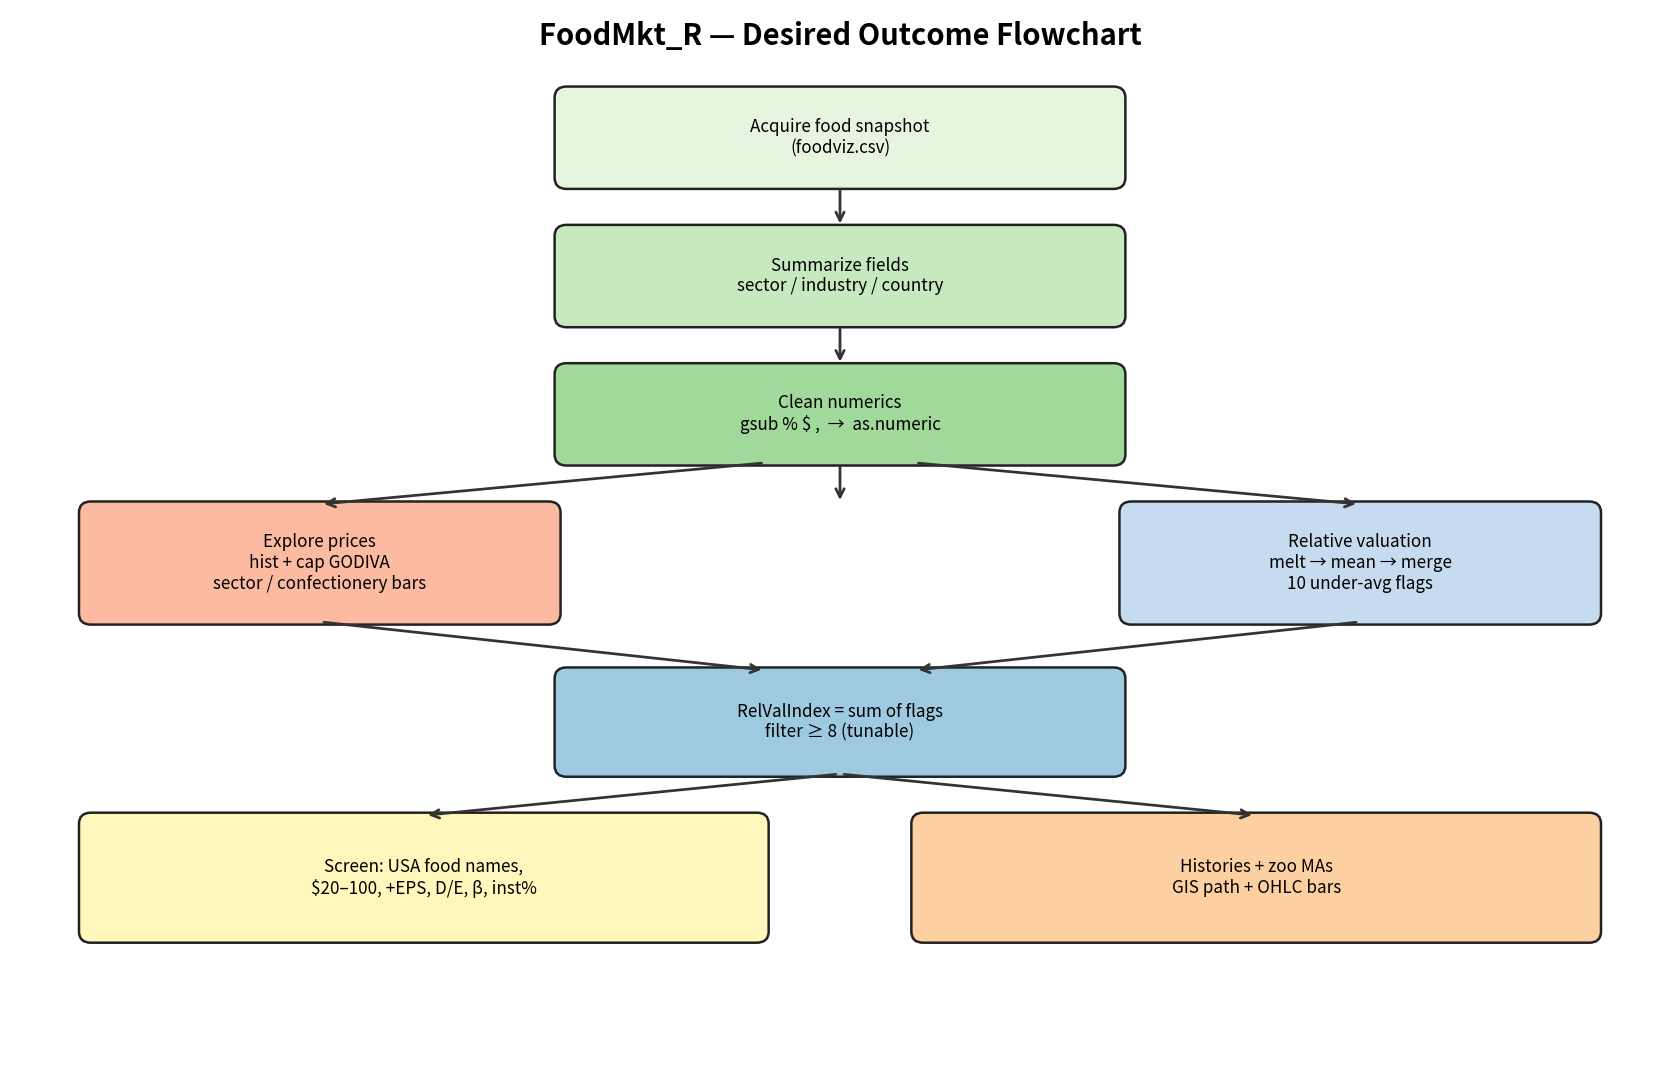 FoodMkt_R — Desired Outcome Flowchart
Acquire food snapshot
(foodviz.csv)
Summarize fields
sector / industry / country
Clean numerics
gsub % $ , → as.numeric
Explore prices
hist + cap GODIVA
sector / confectionery bars
Relative valuation
melt → mean → merge
10 under-avg flags
RelValIndex = sum of flags
filter ≥ 8 (tunable)
Screen: USA food names,
$20–100, +EPS, D/E, β, inst%
Histories + zoo MAs
GIS path + OHLC bars